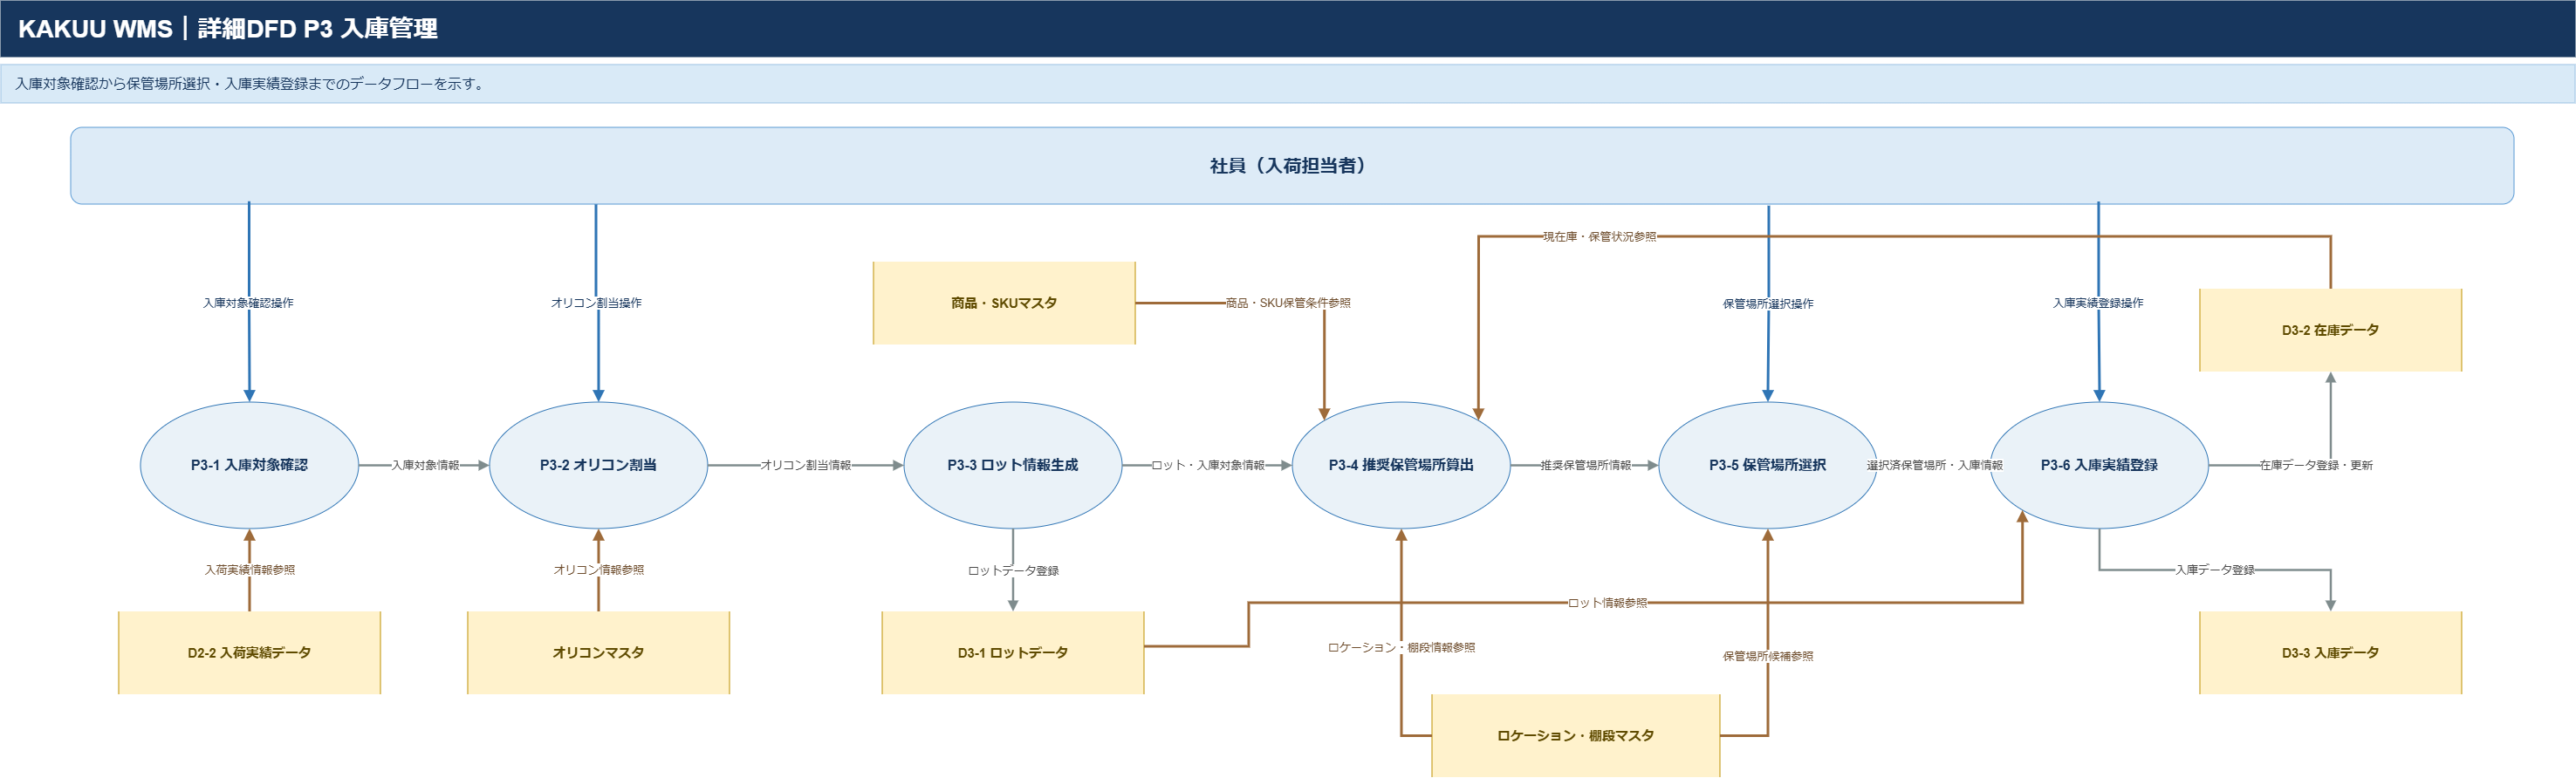 KAKUU WMS｜詳細DFD P3 入庫管理
入庫対象確認から保管場所選択・入庫実績登録までのデータフローを示す。
社員（入荷担当者）
現在庫・保管状況参照
入庫対象確認操作
オリコン割当操作
商品・SKUマスタ
商品・SKU保管条件参照
保管場所選択操作
入庫実績登録操作
D3-2 在庫データ
P3-1 入庫対象確認
入庫対象情報
P3-2 オリコン割当
オリコン割当情報
P3-3 ロット情報生成
ロット・入庫対象情報
P3-4 推奨保管場所算出
推奨保管場所情報
P3-5 保管場所選択
選択済保管場所・入庫情報
P3-6 入庫実績登録
在庫データ登録・更新
入荷実績情報参照
オリコン情報参照
ロットデータ登録
入庫データ登録
ロット情報参照
D2-2 入荷実績データ
オリコンマスタ
D3-1 ロットデータ
ロケーション・棚段情報参照
保管場所候補参照
D3-3 入庫データ
ロケーション・棚段マスタ